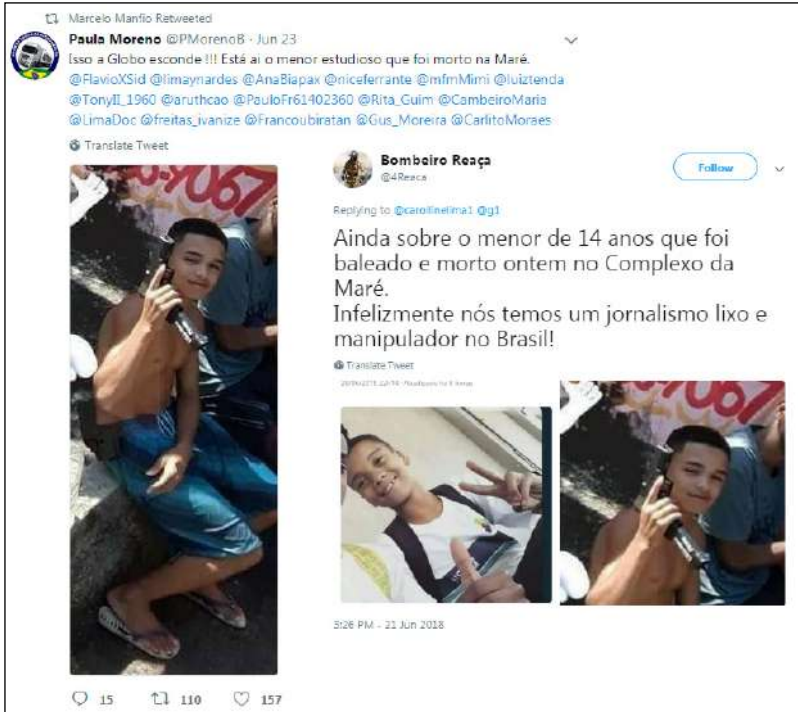 Marcelo Manfio Retweeted
Paula Moreno @PMorenoB · Jun 23
Isso a Globo esconde !!! Está ai o menor estudioso que foi morto na Maré.
@FlavioXSid @limaynardes @AnaBiapax @niceferrante @mfmMimi @luiztenda
@TonyII_1960 @aruthcao @PauloFr61402360 @Rita_Guim @CambeiroMaria
@LimaDoc @freitas_ivanize @Francoubiratan @Gus_Moreira @CarlitoMoraes
Translate Tweet
15 110 157
Bombeiro Reaça
@4Reaca
Follow
Replying to @carollinelima1 @g1
Ainda sobre o menor de 14 anos que foi
baleado e morto ontem no Complexo da
Maré.
Infelizmente nós temos um jornalismo lixo e
manipulador no Brasil!
Translate Tweet
3:26 PM - 21 Jun 2018